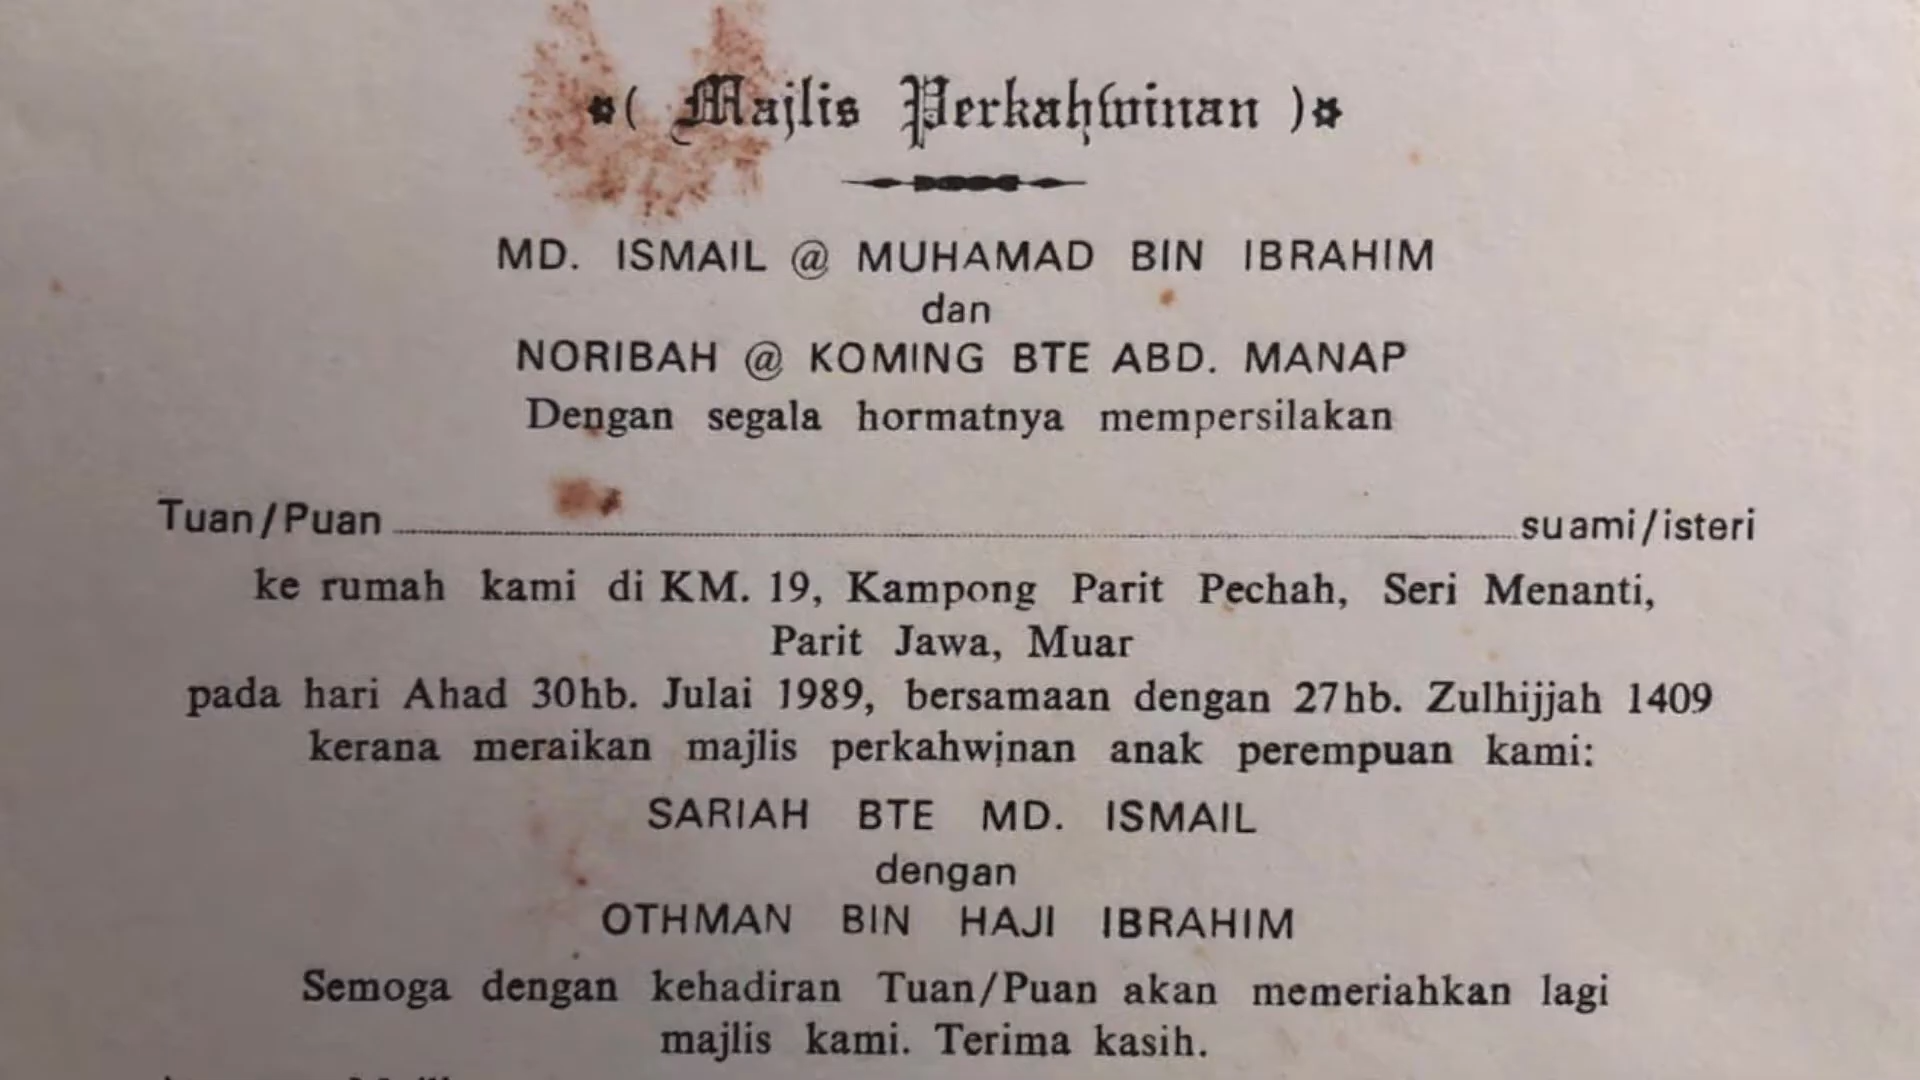 ( Majlis Perkahwinan )
MD. ISMAIL @ MUHAMAD BIN IBRAHIM
dan
NORIBAH @ KOMING BTE ABD. MANAP
Dengan segala hormatnya mempersilakan
Tuan/Puan ........ suami/isteri
ke rumah kami di KM. 19, Kampong Parit Pechah, Seri Menanti,
Parit Jawa, Muar
pada hari Ahad 30hb. Julai 1989, bersamaan dengan 27hb. Zulhijjah 1409
kerana meraikan majlis perkahwinan anak perempuan kami:
SARIAH BTE MD. ISMAIL
dengan
OTHMAN BIN HAJI IBRAHIM
Semoga dengan kehadiran Tuan/Puan akan memeriahkan lagi
majlis kami. Terima kasih.